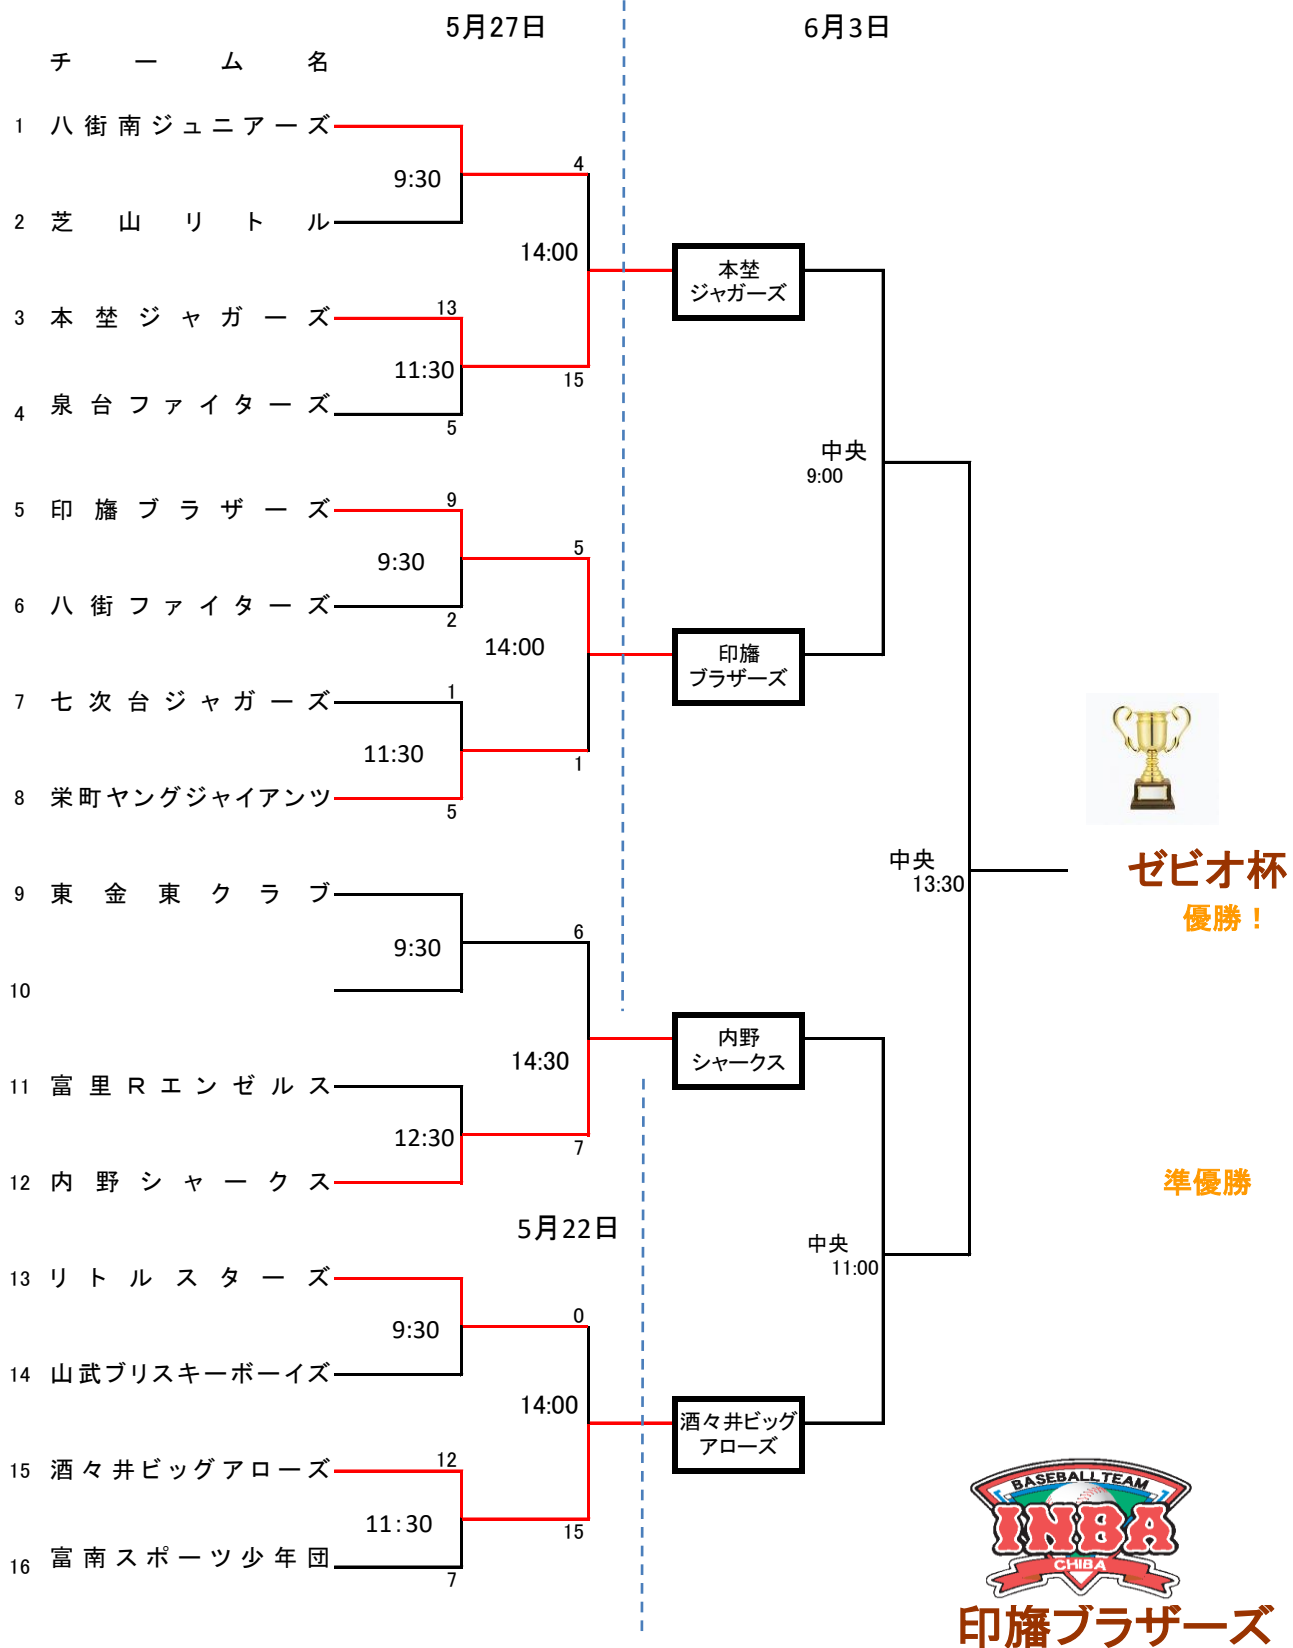 5月27日
6月3日
チーム名
1 八街南ジュニアーズ
9:30
4
2 芝山リトル
14:00
本埜
ジャガーズ
3 本埜ジャガーズ
13
11:30
15
4 泉台ファイターズ
5
中央
9:00
5 印旛ブラザーズ
9
9:30
5
6 八街ファイターズ
2
14:00
印旛
ブラザーズ
7 七次台ジャガーズ
1
11:30
1
8 栄町ヤングジャイアンツ
5
中央
13:30
ゼビオ杯
優勝！
9 東金東クラブ
9:30
6
10
14:30
内野
シャークス
11 富里Rエンゼルス
12:30
7
12 内野シャークス
準優勝
5月22日
中央
11:00
13 リトルスターズ
9:30
0
14 山武ブリスキーボーイズ
14:00
酒々井ビッグ
アローズ
15 酒々井ビッグアローズ
12
11:30
15
16 富南スポーツ少年団
7
BASEBALL TEAM
INBA
CHIBA
印旛ブラザーズ